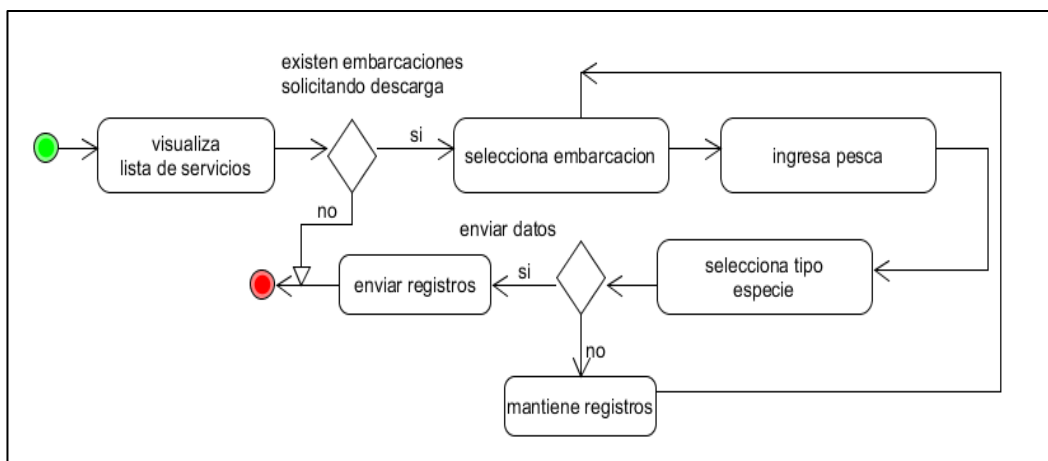 existen embarcaciones
solicitando descarga
visualiza
lista de servicios
si
selecciona embarcacion
ingresa pesca
no
enviar datos
selecciona tipo
especie
si
enviar registros
no
mantiene registros